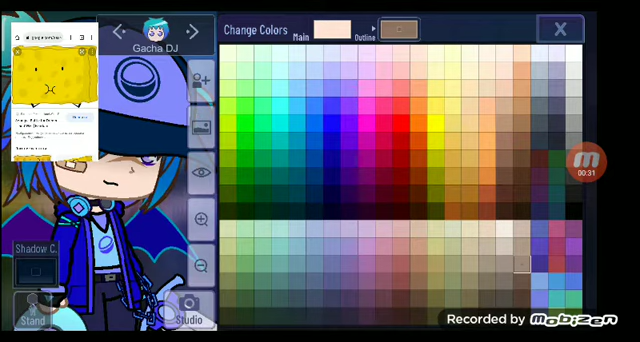 Change Colors
Main
Outline
Gacha DJ
00:31
Shadow C.
Stand
Studio
Recorded by Mobizen